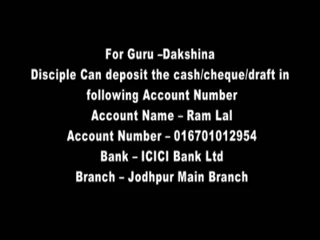 For Guru –Dakshina
Disciple Can deposit the cash/cheque/draft in
following Account Number
Account Name – Ram Lal
Account Number – 016701012954
Bank – ICICI Bank Ltd
Branch – Jodhpur Main Branch